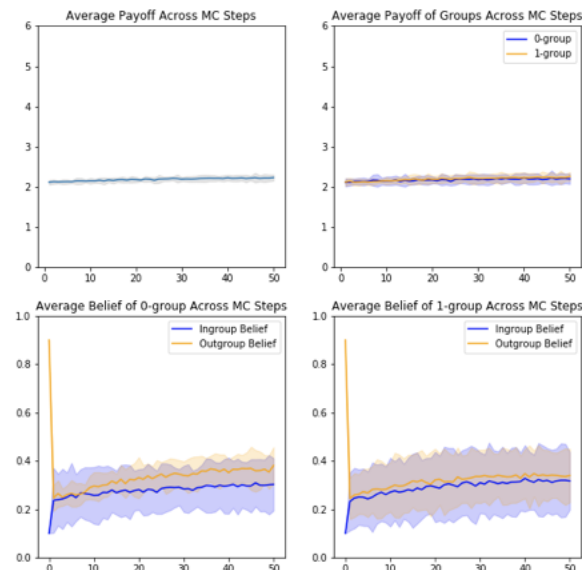 Average Payoff Across MC Steps
6
5
4
3
2
1
0
0 10 20 30 40 50
Average Payoff of Groups Across MC Steps
0-group
1-group
6
5
4
3
2
1
0
0 10 20 30 40 50
Average Belief of 0-group Across MC Steps
Ingroup Belief
Outgroup Belief
1.0
0.8
0.6
0.4
0.2
0.0
0 10 20 30 40 50
Average Belief of 1-group Across MC Steps
Ingroup Belief
Outgroup Belief
1.0
0.8
0.6
0.4
0.2
0.0
0 10 20 30 40 50